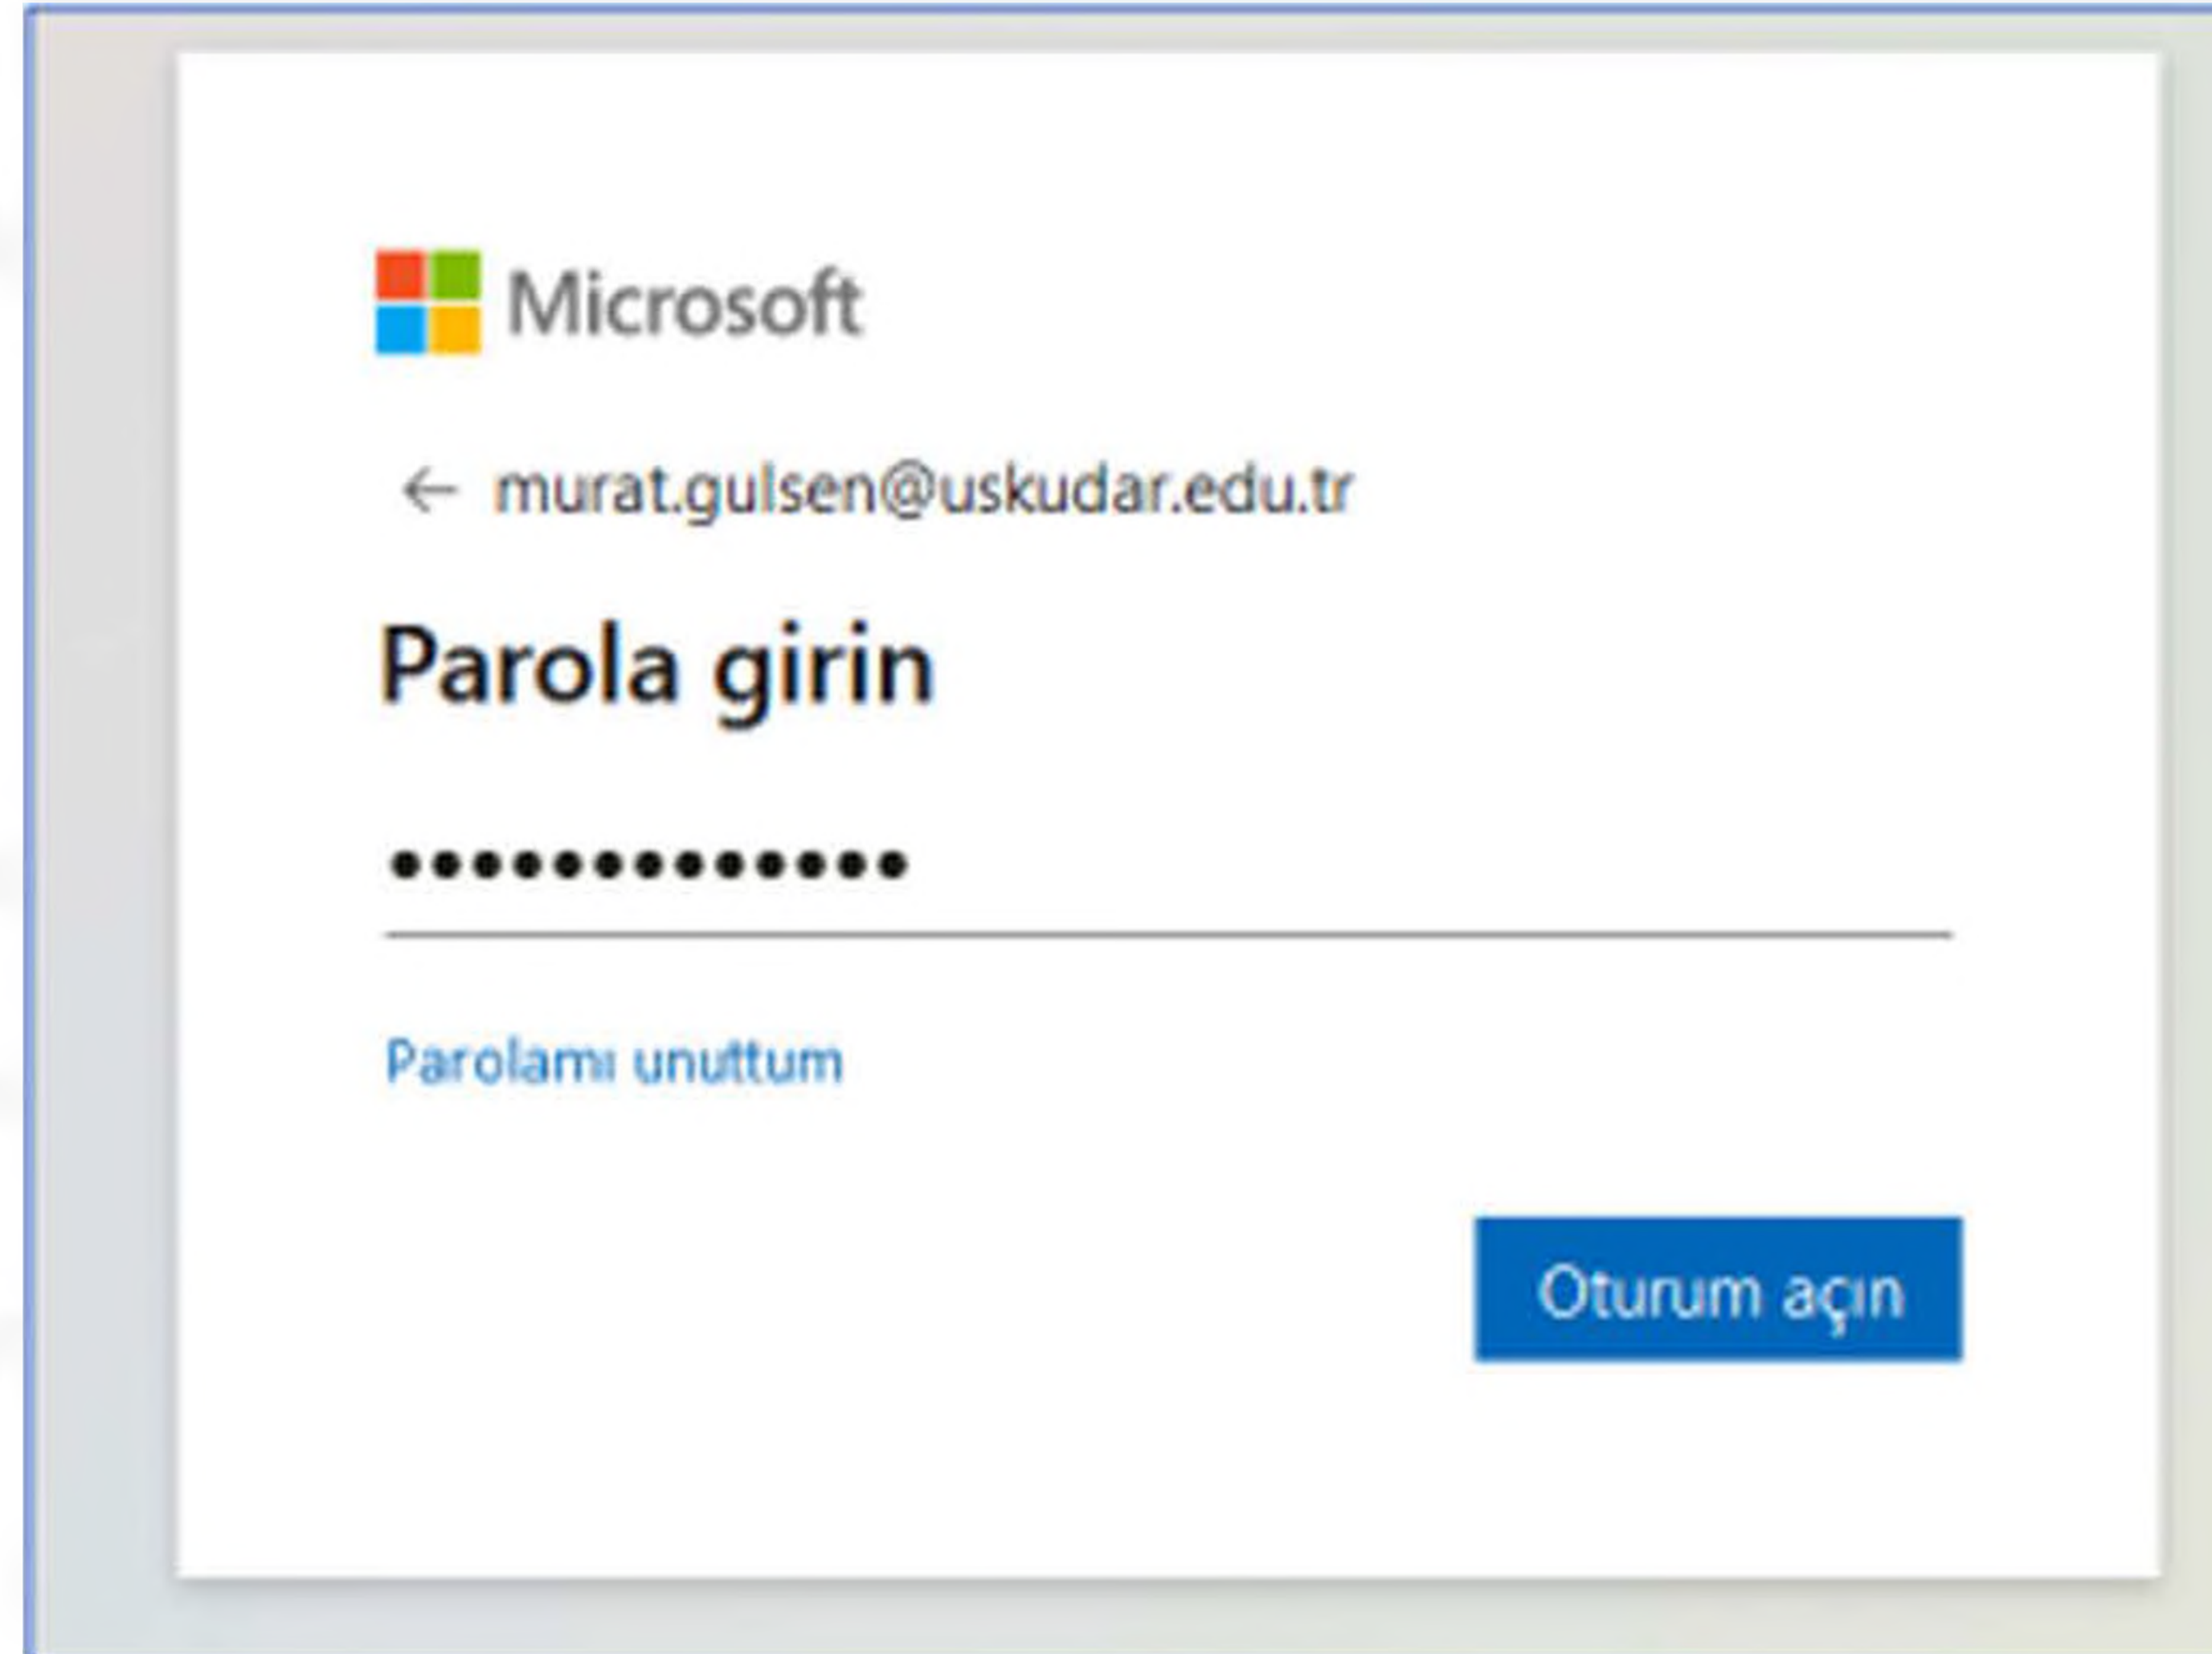 Microsoft
← murat.gulsen@uskudar.edu.tr
Parola girin
•••••••••••••
Parolamı unuttum
Oturum açın